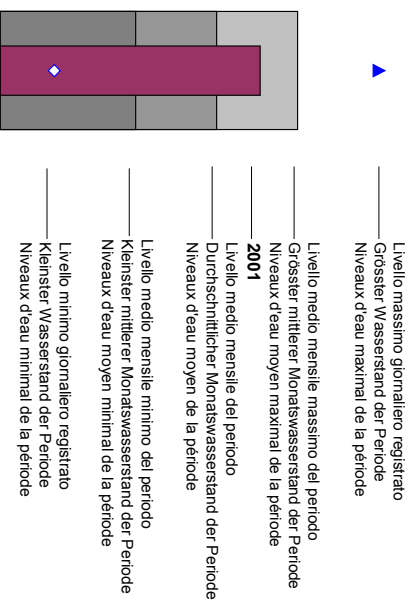 Livello massimo giornaliero registrato
Grösster Wasserstand der Periode
Niveaux d'eau maximal de la période
Livello medio mensile massimo del periodo
Grösster mittlerer Monatswasserstand der Periode
Niveaux d'eau moyen maximal de la période
2001
Livello medio mensile del periodo
Durchschnittlicher Monatswasserstand der Periode
Niveaux d'eau moyen de la période
Livello medio mensile minimo del periodo
Kleinster mittlerer Monatswasserstand der Periode
Niveaux d'eau moyen minimal de la période
Livello minimo giornaliero registrato
Kleinster Wasserstand der Periode
Niveaux d'eau minimal de la période